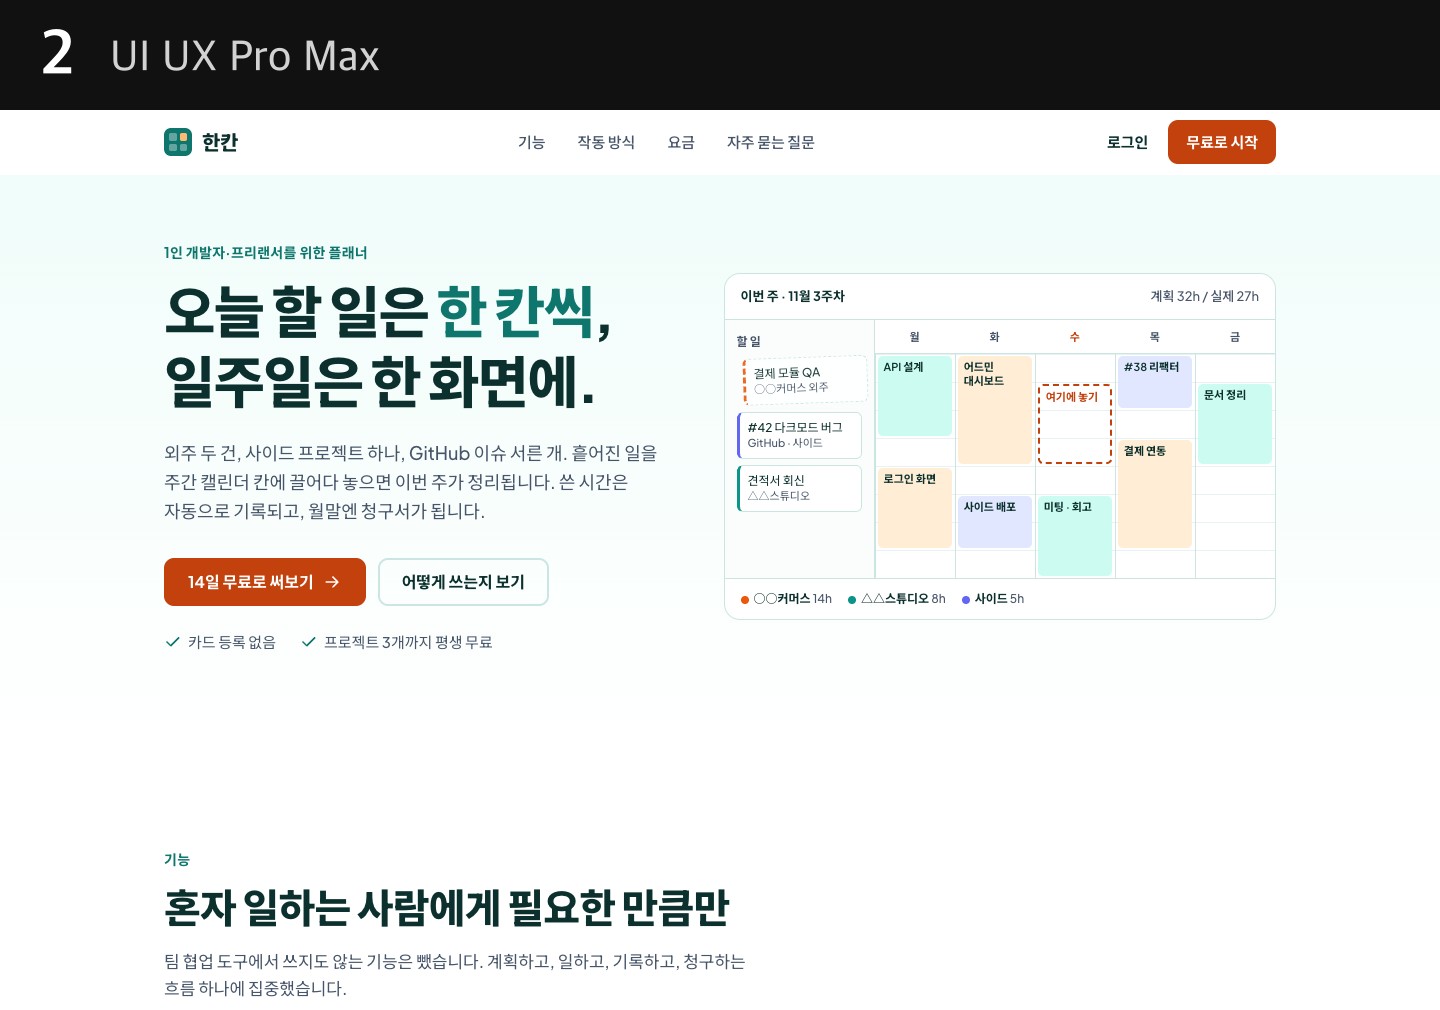 2 UI UX Pro Max
한칸
기능 작동 방식 요금 자주 묻는 질문
로그인 무료로 시작
1인 개발자·프리랜서를 위한 플래너
오늘 할 일은 한 칸씩,
일주일은 한 화면에.
외주 두 건, 사이드 프로젝트 하나, GitHub 이슈 서른 개. 흩어진 일을
주간 캘린더 칸에 끌어다 놓으면 이번 주가 정리됩니다. 쓴 시간은
자동으로 기록되고, 월말엔 청구서가 됩니다.
14일 무료로 써보기 →
어떻게 쓰는지 보기
카드 등록 없음
프로젝트 3개까지 평생 무료
이번 주 · 11월 3주차
계획 32h / 실제 27h
할 일
결제 모듈 QA
○○커머스 외주
#42 다크모드 버그
GitHub · 사이드
견적서 회신
△△스튜디오
월 화 수 목 금
API 설계
로그인 화면
어드민
대시보드
사이드 배포
여기에 놓기
미팅 · 회고
#38 리팩터
결제 연동
문서 정리
○○커머스 14h
△△스튜디오 8h
사이드 5h
기능
혼자 일하는 사람에게 필요한 만큼만
팀 협업 도구에서 쓰지도 않는 기능은 뺐습니다. 계획하고, 일하고, 기록하고, 청구하는
흐름 하나에 집중했습니다.